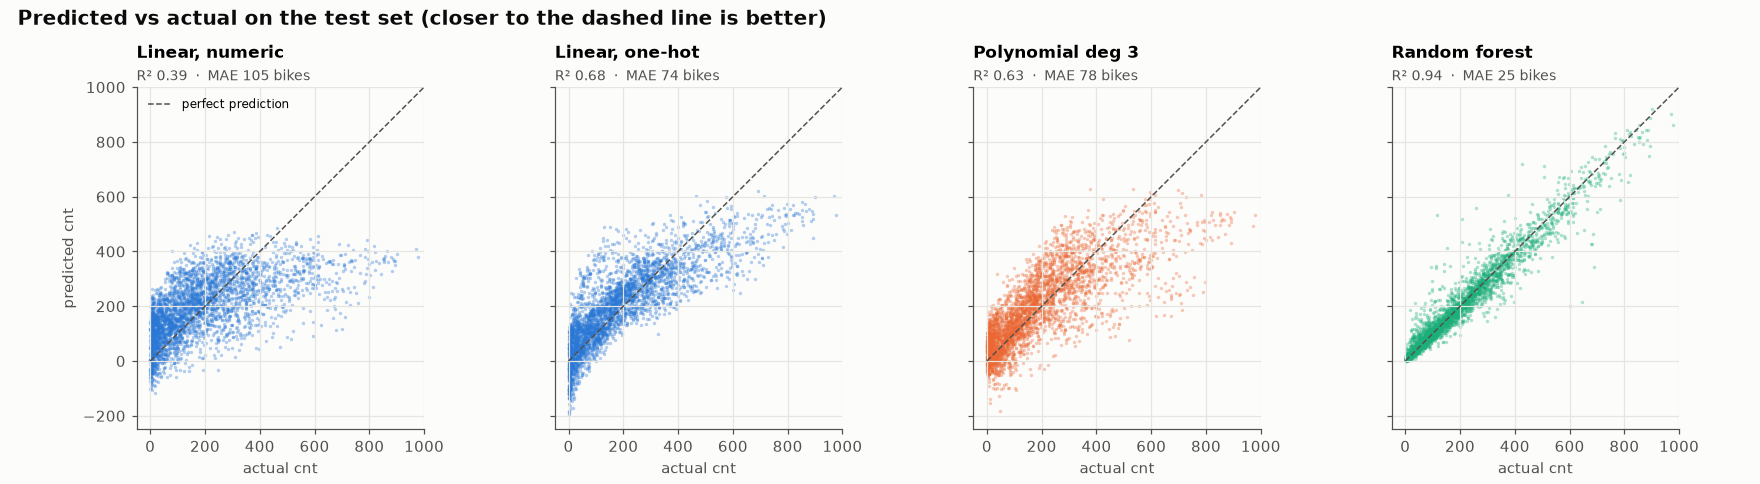 Predicted vs actual on the test set (closer to the dashed line is better)
Linear, numeric
R² 0.39 · MAE 105 bikes
perfect prediction
predicted cnt
1000
800
600
400
200
0
−200
0 200 400 600 800 1000
actual cnt
Linear, one-hot
R² 0.68 · MAE 74 bikes
0 200 400 600 800 1000
actual cnt
Polynomial deg 3
R² 0.63 · MAE 78 bikes
0 200 400 600 800 1000
actual cnt
Random forest
R² 0.94 · MAE 25 bikes
0 200 400 600 800 1000
actual cnt